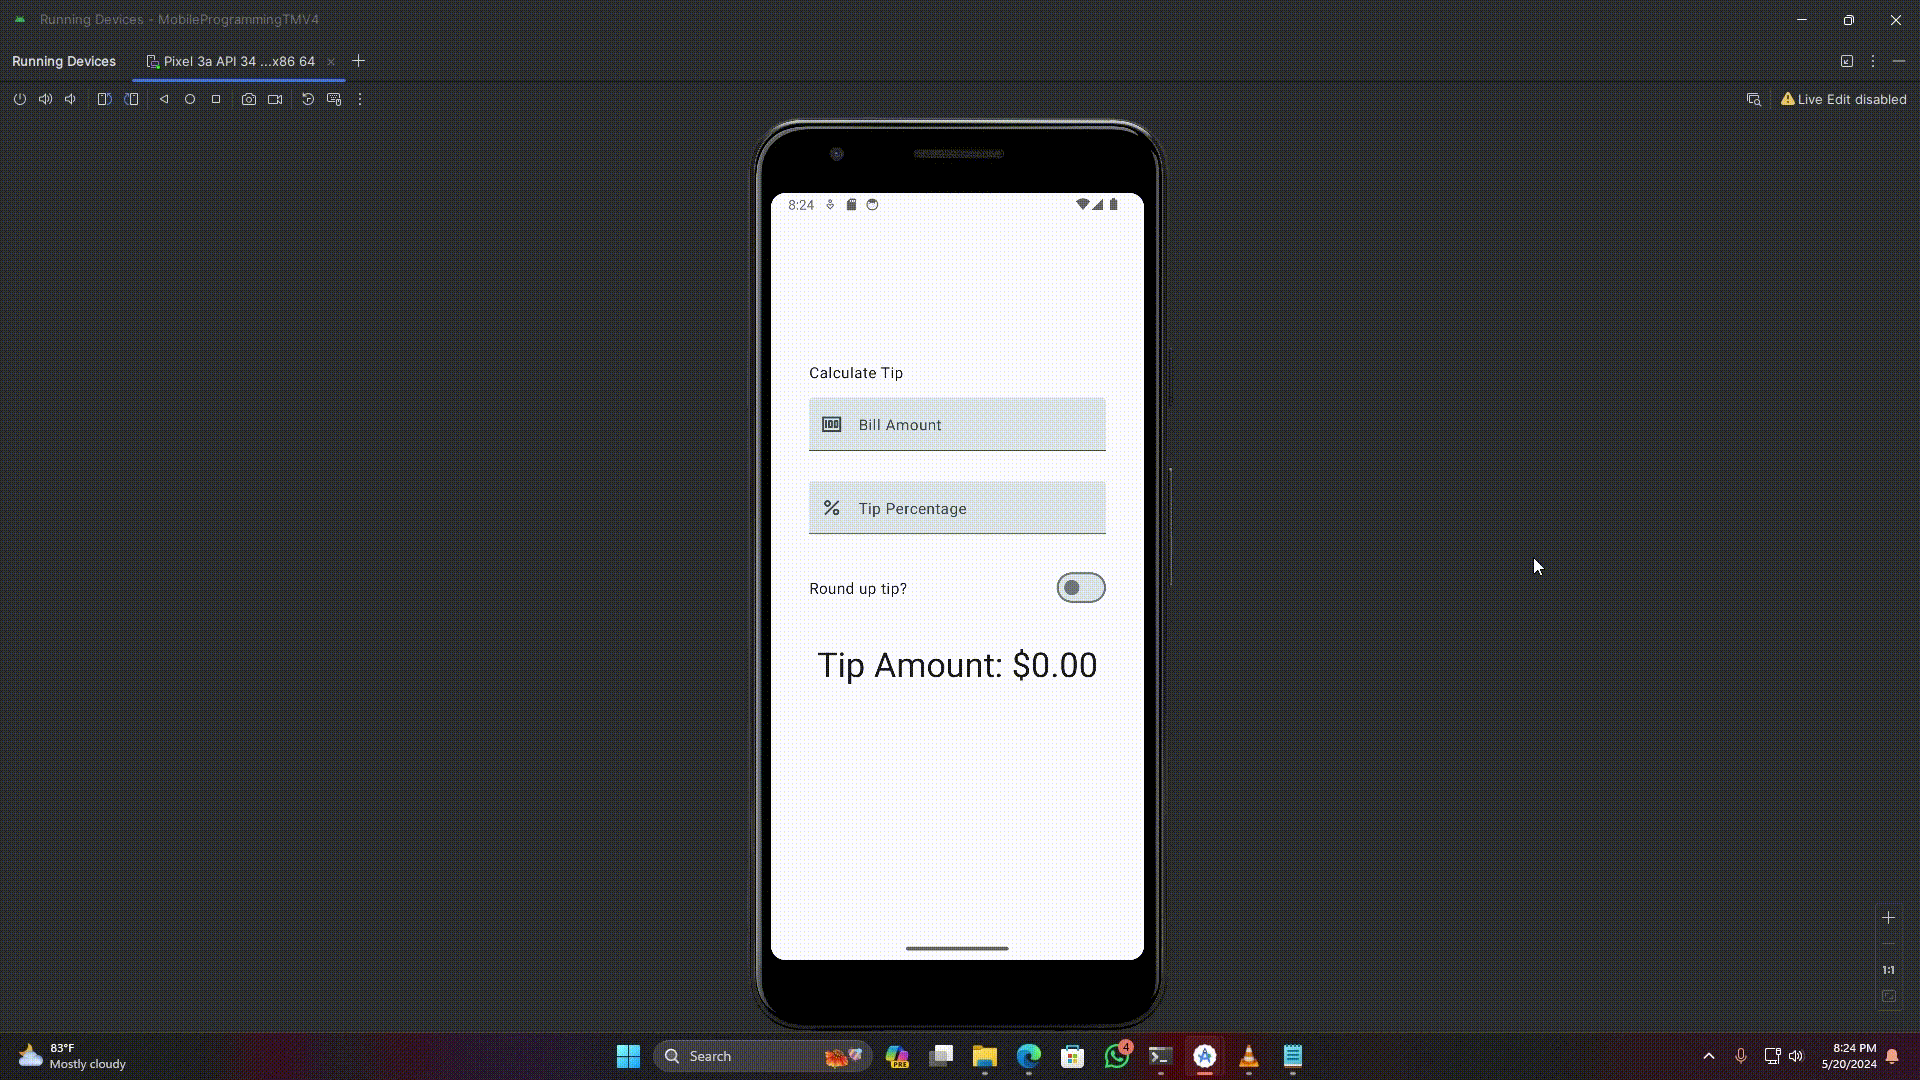 Running Devices - MobileProgrammingTMV4
Running Devices
Pixel 3a API 34 ...x86 64
Live Edit disabled
8:24
Calculate Tip
Bill Amount
Tip Percentage
Round up tip?
Tip Amount: $0.00
1:1
83°F
Mostly cloudy
Search
PRE
4
8:24 PM
5/20/2024